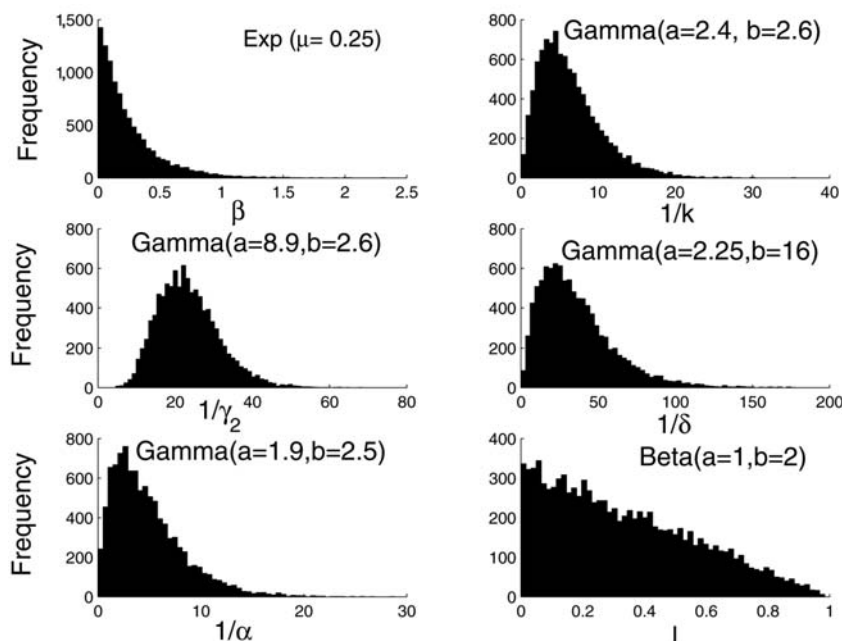 1,500
1,000
500
0
Frequency
Exp (μ= 0.25)
0 0.5 1 1.5 2 2.5
β
800
600
400
200
0
Gamma(a=2.4, b=2.6)
0 10 20 30 40
1/k
800
600
400
200
0
Frequency
Gamma(a=8.9,b=2.6)
0 20 40 60 80
1/γ2
800
600
400
200
0
Gamma(a=2.25,b=16)
0 50 100 150 200
1/δ
800
600
400
200
0
Frequency
Gamma(a=1.9,b=2.5)
0 10 20 30
1/α
400
300
200
100
0
Beta(a=1,b=2)
0 0.2 0.4 0.6 0.8 1